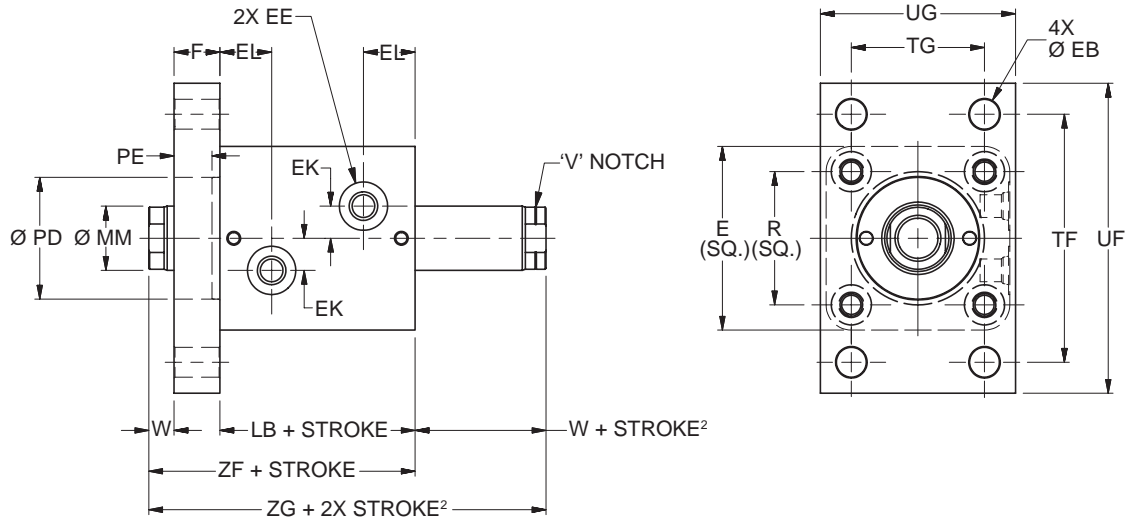 2X EE
F
EL
EL
PE
EK
'V' NOTCH
Ø PD
Ø MM
EK
W
LB + STROKE
W + STROKE²
ZF + STROKE
ZG + 2X STROKE²
UG
TG
4X
Ø EB
E
(SQ.)
R
(SQ.)
TF
UF